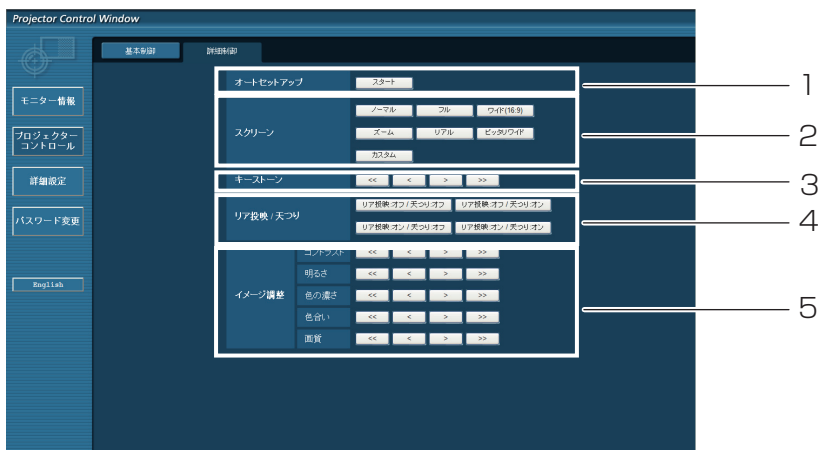 Projector Control Window
基本制御 詳細制御
オートセットアップ スタート 1
モニター情報
スクリーン ノーマル フル ワイド(16:9) 2
ズーム リアル ピッタリワイド
カスタム
プロジェクター
コントロール
キーストーン << < > >> 3
詳細設定
リア投映 / 天つり リア投映:オフ / 天つり:オフ リア投映:オフ / 天つり:オン 4
リア投映:オン / 天つり:オフ リア投映:オン / 天つり:オン
パスワード変更
イメージ調整 コントラスト << < > >> 5
明るさ << < > >>
色の濃さ << < > >>
色合い << < > >>
画質 << < > >>
English